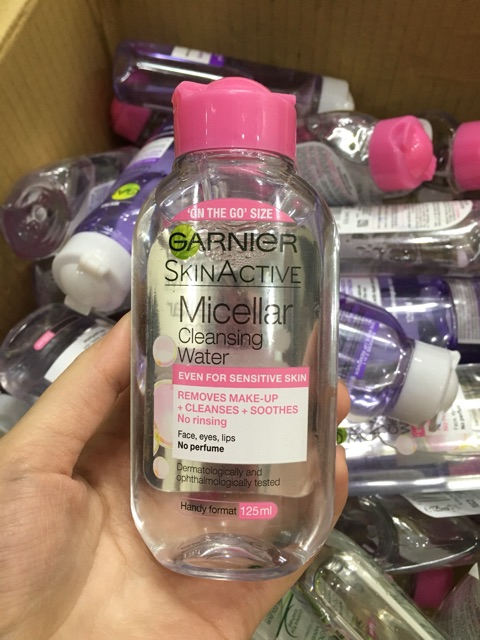 'ON THE GO' SIZE
GARNIER
SKINACTIVE
Micellar
Cleansing
Water
EVEN FOR SENSITIVE SKIN
REMOVES MAKE-UP
+ CLEANSES + SOOTHES
No rinsing
Face, eyes, lips
No perfume
Dermatologically and
ophthalmologically tested
Handy format 125ml